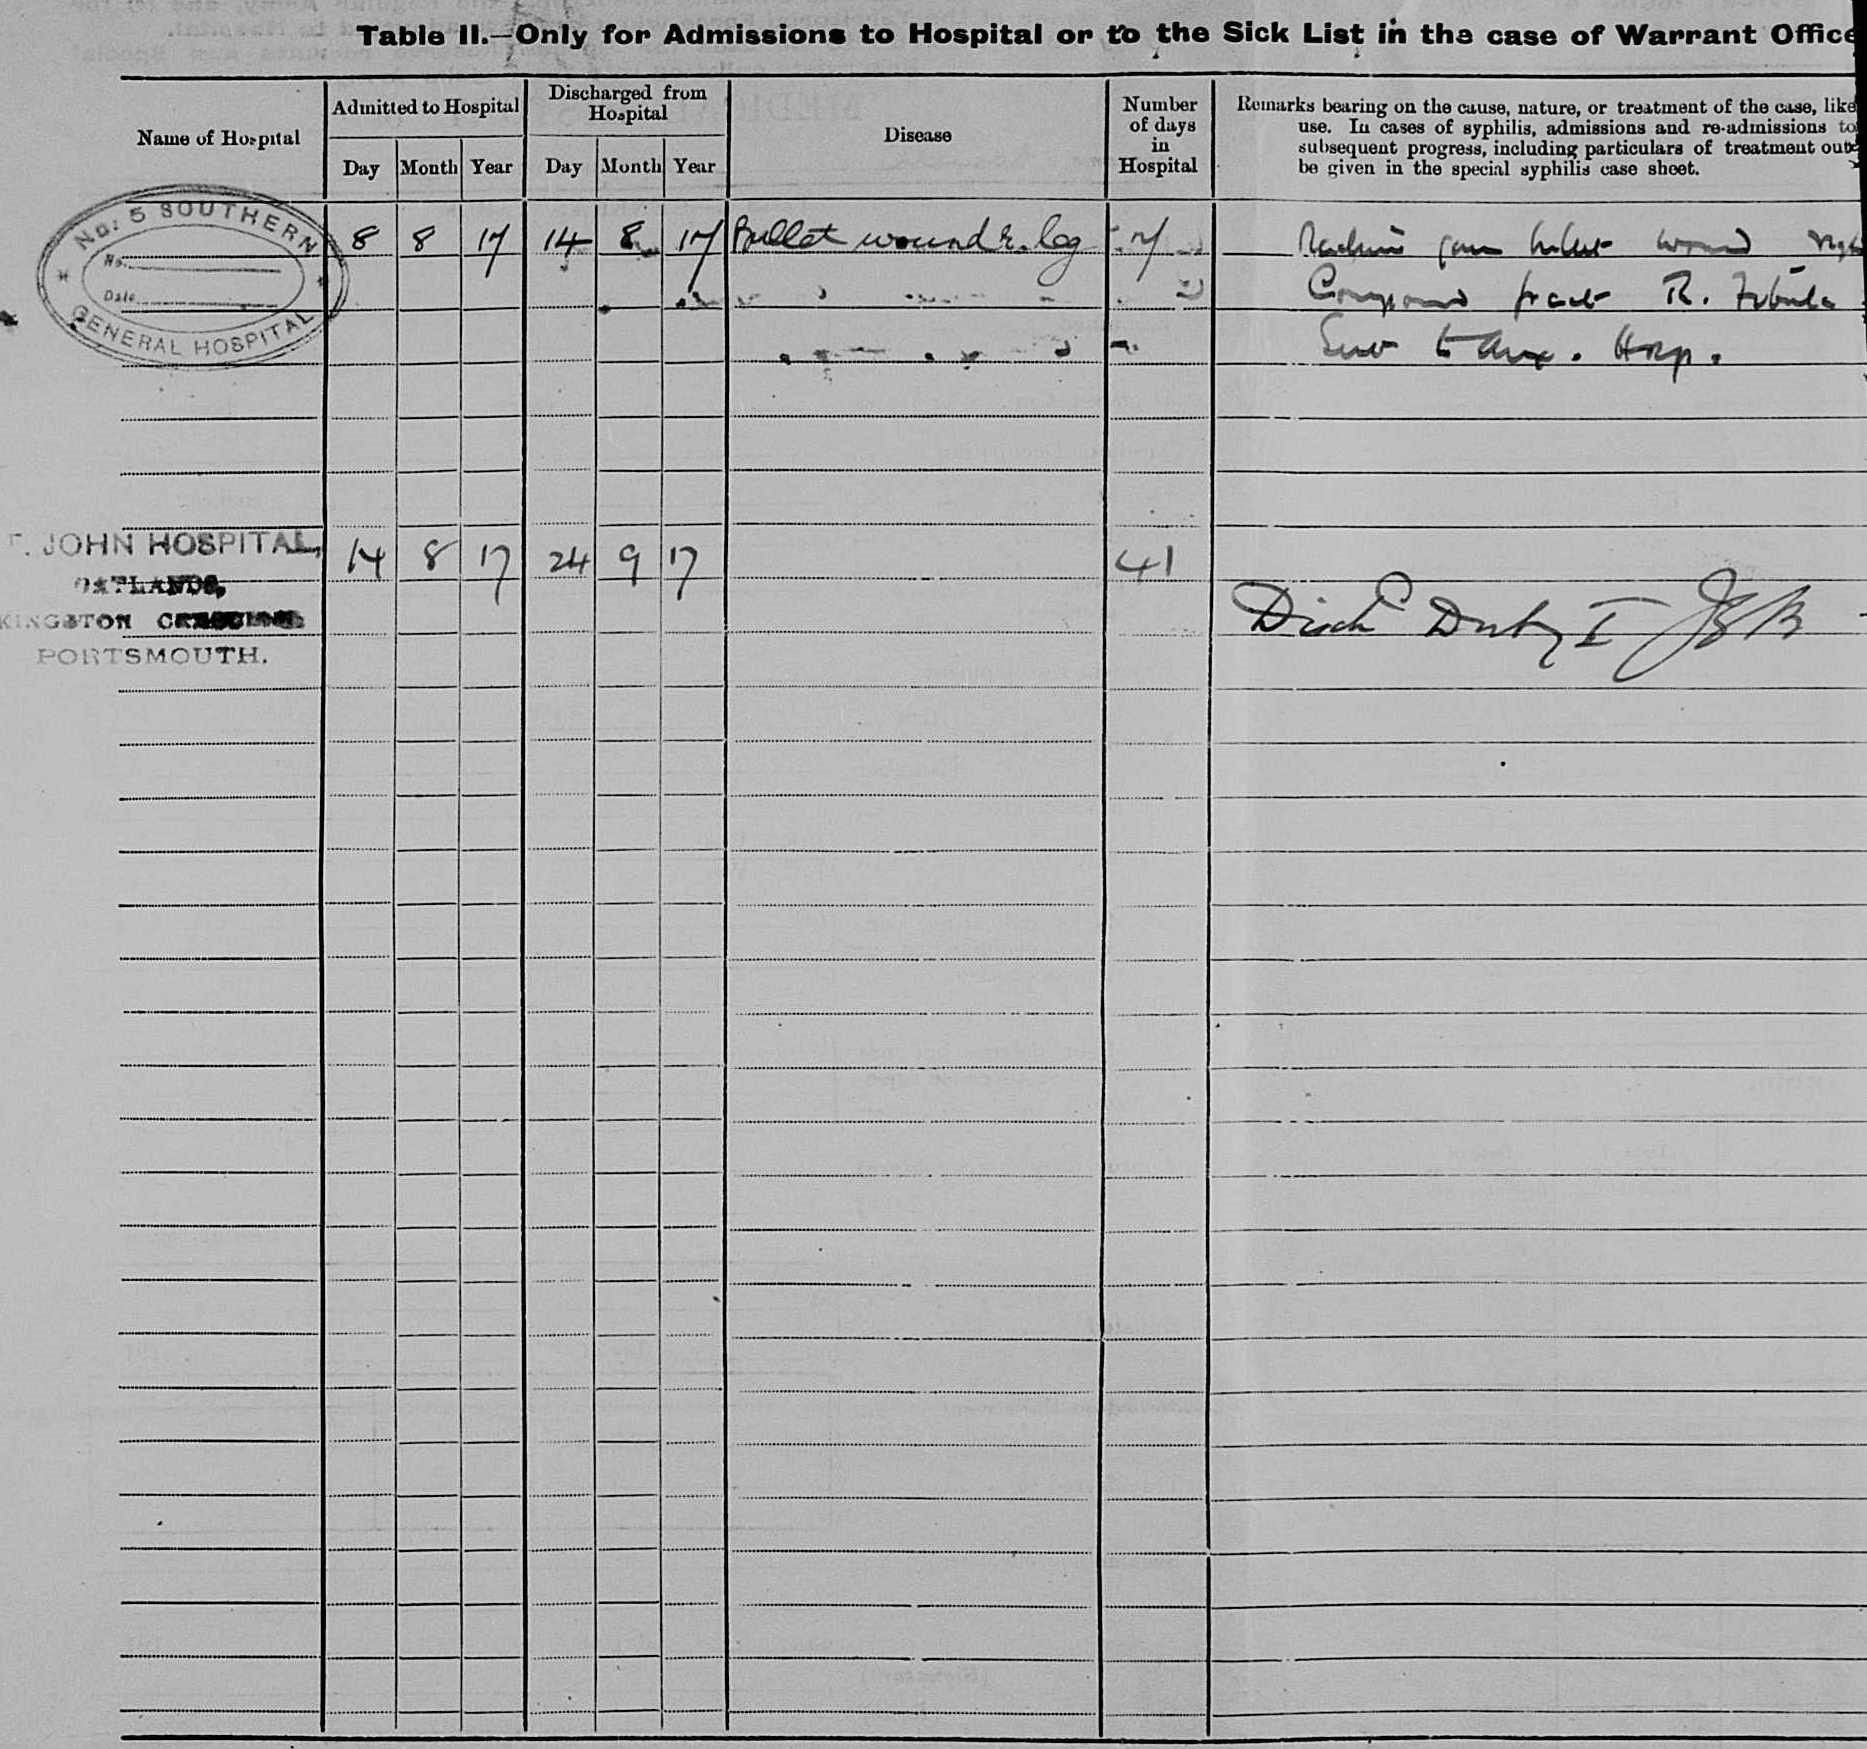 Table II.—Only for Admissions to Hospital or to the Sick List in the case of Warrant Office
Name of Hospital
Admitted to Hospital
Discharged from
Hospital
Disease
Number
of days
in
Hospital
Remarks bearing on the cause, nature, or treatment of the case, like
use. In cases of syphilis, admissions and re-admissions to
subsequent progress, including particulars of treatment out
be given in the special syphilis case sheet.
Day Month Year Day Month Year
No. 5 SOUTHERN
No.
Date
GENERAL HOSPITAL
8 8 17 14 8 17 Bullet wound R. leg 7 Machine gun bullet wound
Compound fract R. Fibula
Sent to Aux. Hosp.
T. JOHN HOSPITAL, 14 8 17 24 9 17 41
OATLANDS,
KINGSTON
PORTSMOUTH.
Disch Duty I